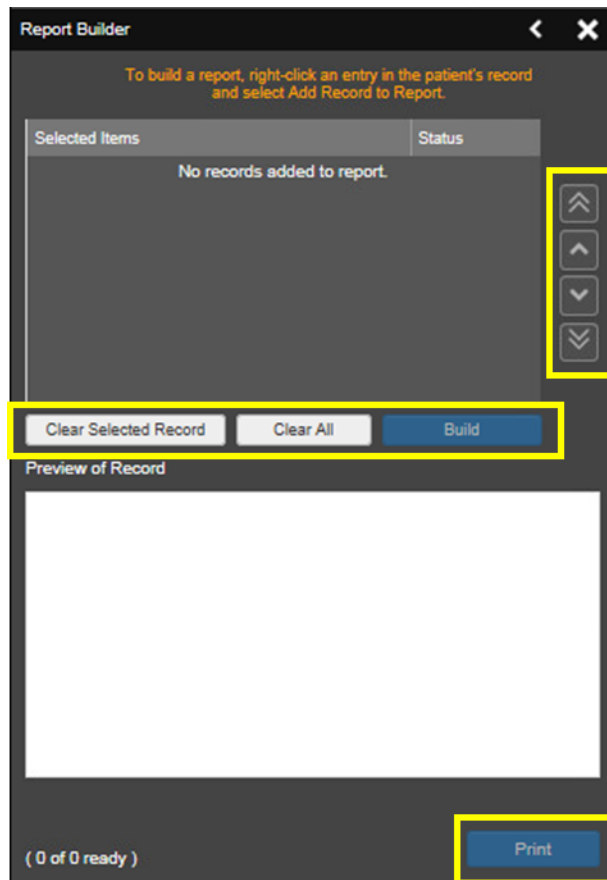 Report Builder
To build a report, right-click an entry in the patient's record
and select Add Record to Report.
Selected Items Status
No records added to report.
Clear Selected Record Clear All Build
Preview of Record
( 0 of 0 ready ) Print